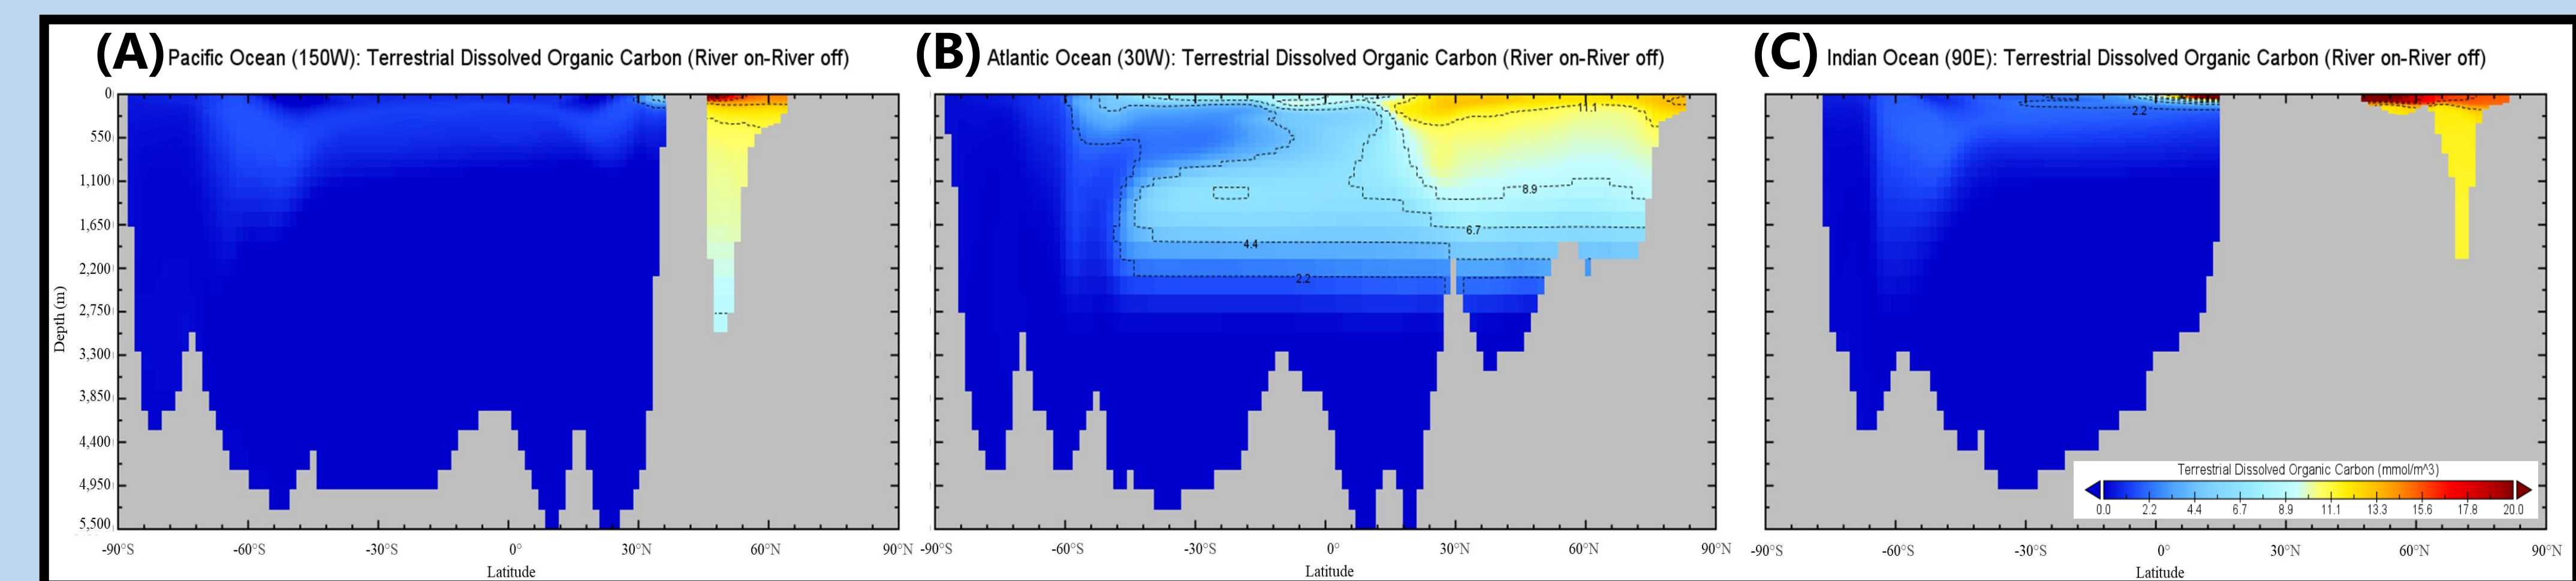 (A) Pacific Ocean (150W): Terrestrial Dissolved Organic Carbon (River on-River off)
0
550
1,100
1,650
2,200
2,750
3,300
3,850
4,400
4,950
5,500
Depth (m)
-90°S -60°S -30°S 0° 30°N 60°N 90°N
Latitude
(B) Atlantic Ocean (30W): Terrestrial Dissolved Organic Carbon (River on-River off)
11.1
8.9
6.7
4.4
2.2
-90°S -60°S -30°S 0° 30°N 60°N 90°N
Latitude
(C) Indian Ocean (90E): Terrestrial Dissolved Organic Carbon (River on-River off)
2.2
Terrestrial Dissolved Organic Carbon (mmol/m^3)
0.0 2.2 4.4 6.7 8.9 11.1 13.3 15.6 17.8 20.0
-90°S -60°S -30°S 0° 30°N 60°N 90°N
Latitude